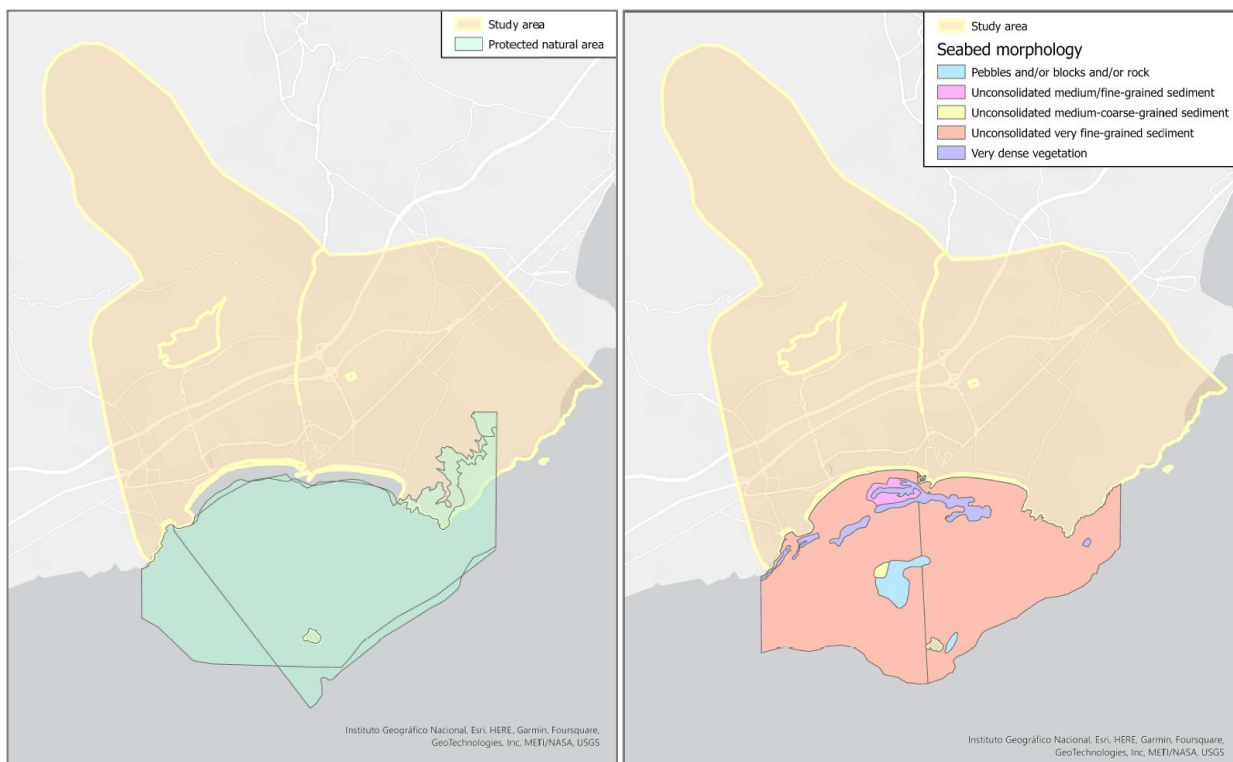 Study area
Protected natural area
Instituto Geográfico Nacional, Esri, HERE, Garmin, Foursquare,
GeoTechnologies, Inc, METI/NASA, USGS
Study area
Seabed morphology
Pebbles and/or blocks and/or rock
Unconsolidated medium/fine-grained sediment
Unconsolidated medium-coarse-grained sediment
Unconsolidated very fine-grained sediment
Very dense vegetation
Instituto Geográfico Nacional, Esri, HERE, Garmin, Foursquare,
GeoTechnologies, Inc, METI/NASA, USGS